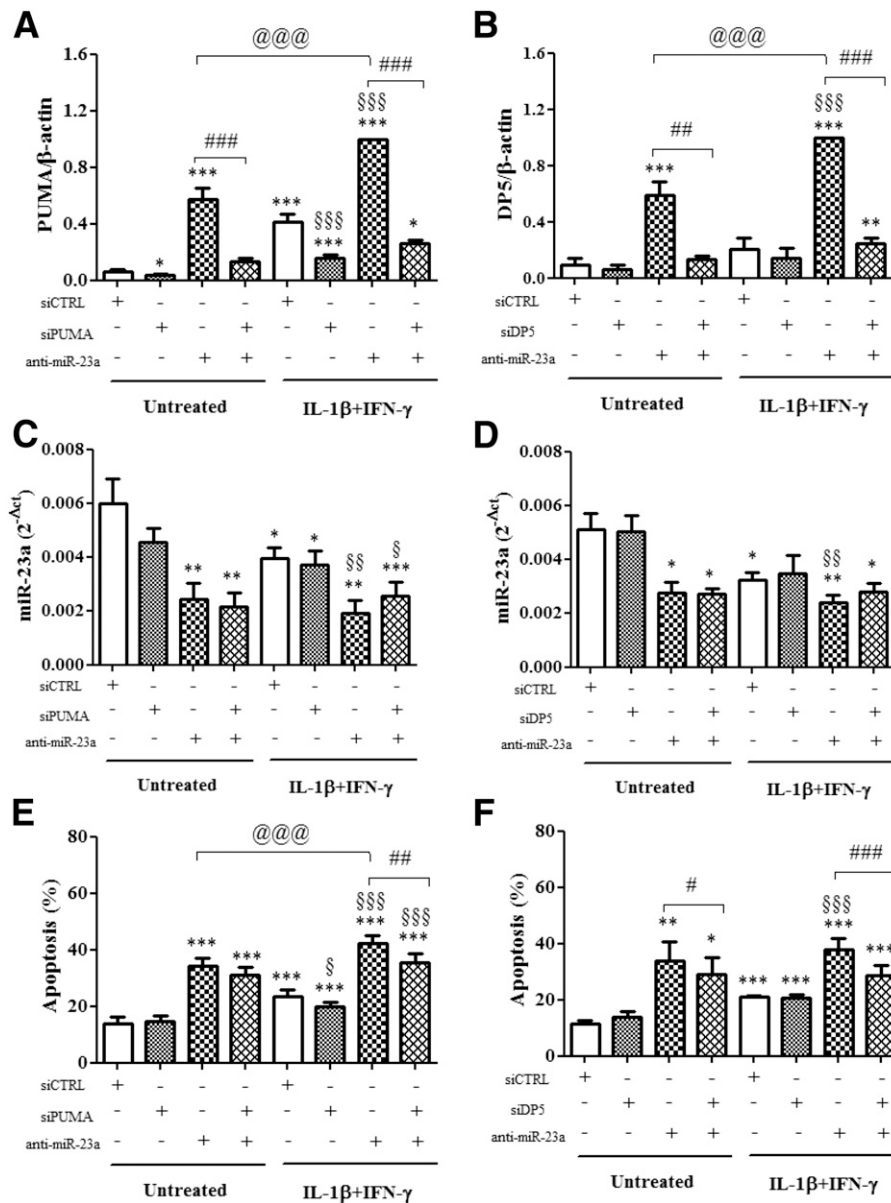 A
@@@
###
§§§
***
###
***
***
§§§
***
*
*
PUMA/β-actin
1.6
1.2
0.8
0.4
0.0
siCTRL + - - - + - - -
siPUMA - + - + - + - +
anti-miR-23a - - + + - - + +
Untreated IL-1β+IFN-γ
B
@@@
###
§§§
***
##
***
**
DP5/β-actin
1.6
1.2
0.8
0.4
0.0
siCTRL + - - - + - - -
siDP5 - + - + - + - +
anti-miR-23a - - + + - - + +
Untreated IL-1β+IFN-γ
C
miR-23a (2^-Δct)
0.008
0.006
0.004
0.002
0.000
** ** * * §§ ** § ***
siCTRL + - - - + - - -
siPUMA - + - + - + - +
anti-miR-23a - - + + - - + +
Untreated IL-1β+IFN-γ
D
miR-23a (2^-Δct)
0.008
0.006
0.004
0.002
0.000
* * * §§ ** *
siCTRL + - - - + - - -
siDP5 - + - + - + - +
anti-miR-23a - - + + - - + +
Untreated IL-1β+IFN-γ
E
@@@
##
Apoptosis (%)
80
60
40
20
0
*** *** *** § *** §§§ *** §§§ ***
siCTRL + - - - + - - -
siPUMA - + - + - + - +
anti-miR-23a - - + + - - + +
Untreated IL-1β+IFN-γ
F
###
#
Apoptosis (%)
80
60
40
20
0
** * *** *** §§§ *** ***
siCTRL + - - - + - - -
siDP5 - + - + - + - +
anti-miR-23a - - + + - - + +
Untreated IL-1β+IFN-γ